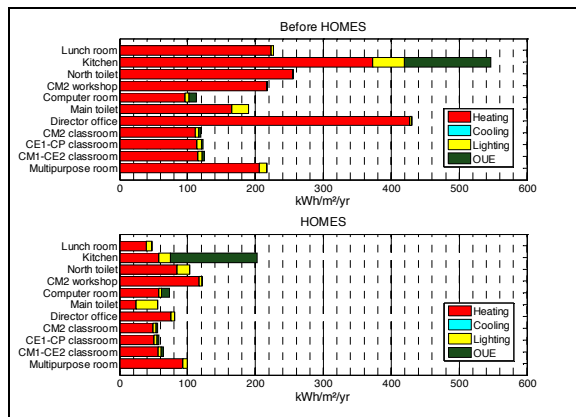 Before HOMES
Lunch room
Kitchen
North toilet
CM2 workshop
Computer room
Main toilet
Director office
CM2 classroom
CE1-CP classroom
CM1-CE2 classroom
Multipurpose room
Heating
Cooling
Lighting
OUE
0 100 200 300 400 500 600
kWh/m²/yr
HOMES
Lunch room
Kitchen
North toilet
CM2 workshop
Computer room
Main toilet
Director office
CM2 classroom
CE1-CP classroom
CM1-CE2 classroom
Multipurpose room
Heating
Cooling
Lighting
OUE
0 100 200 300 400 500 600
kWh/m²/yr